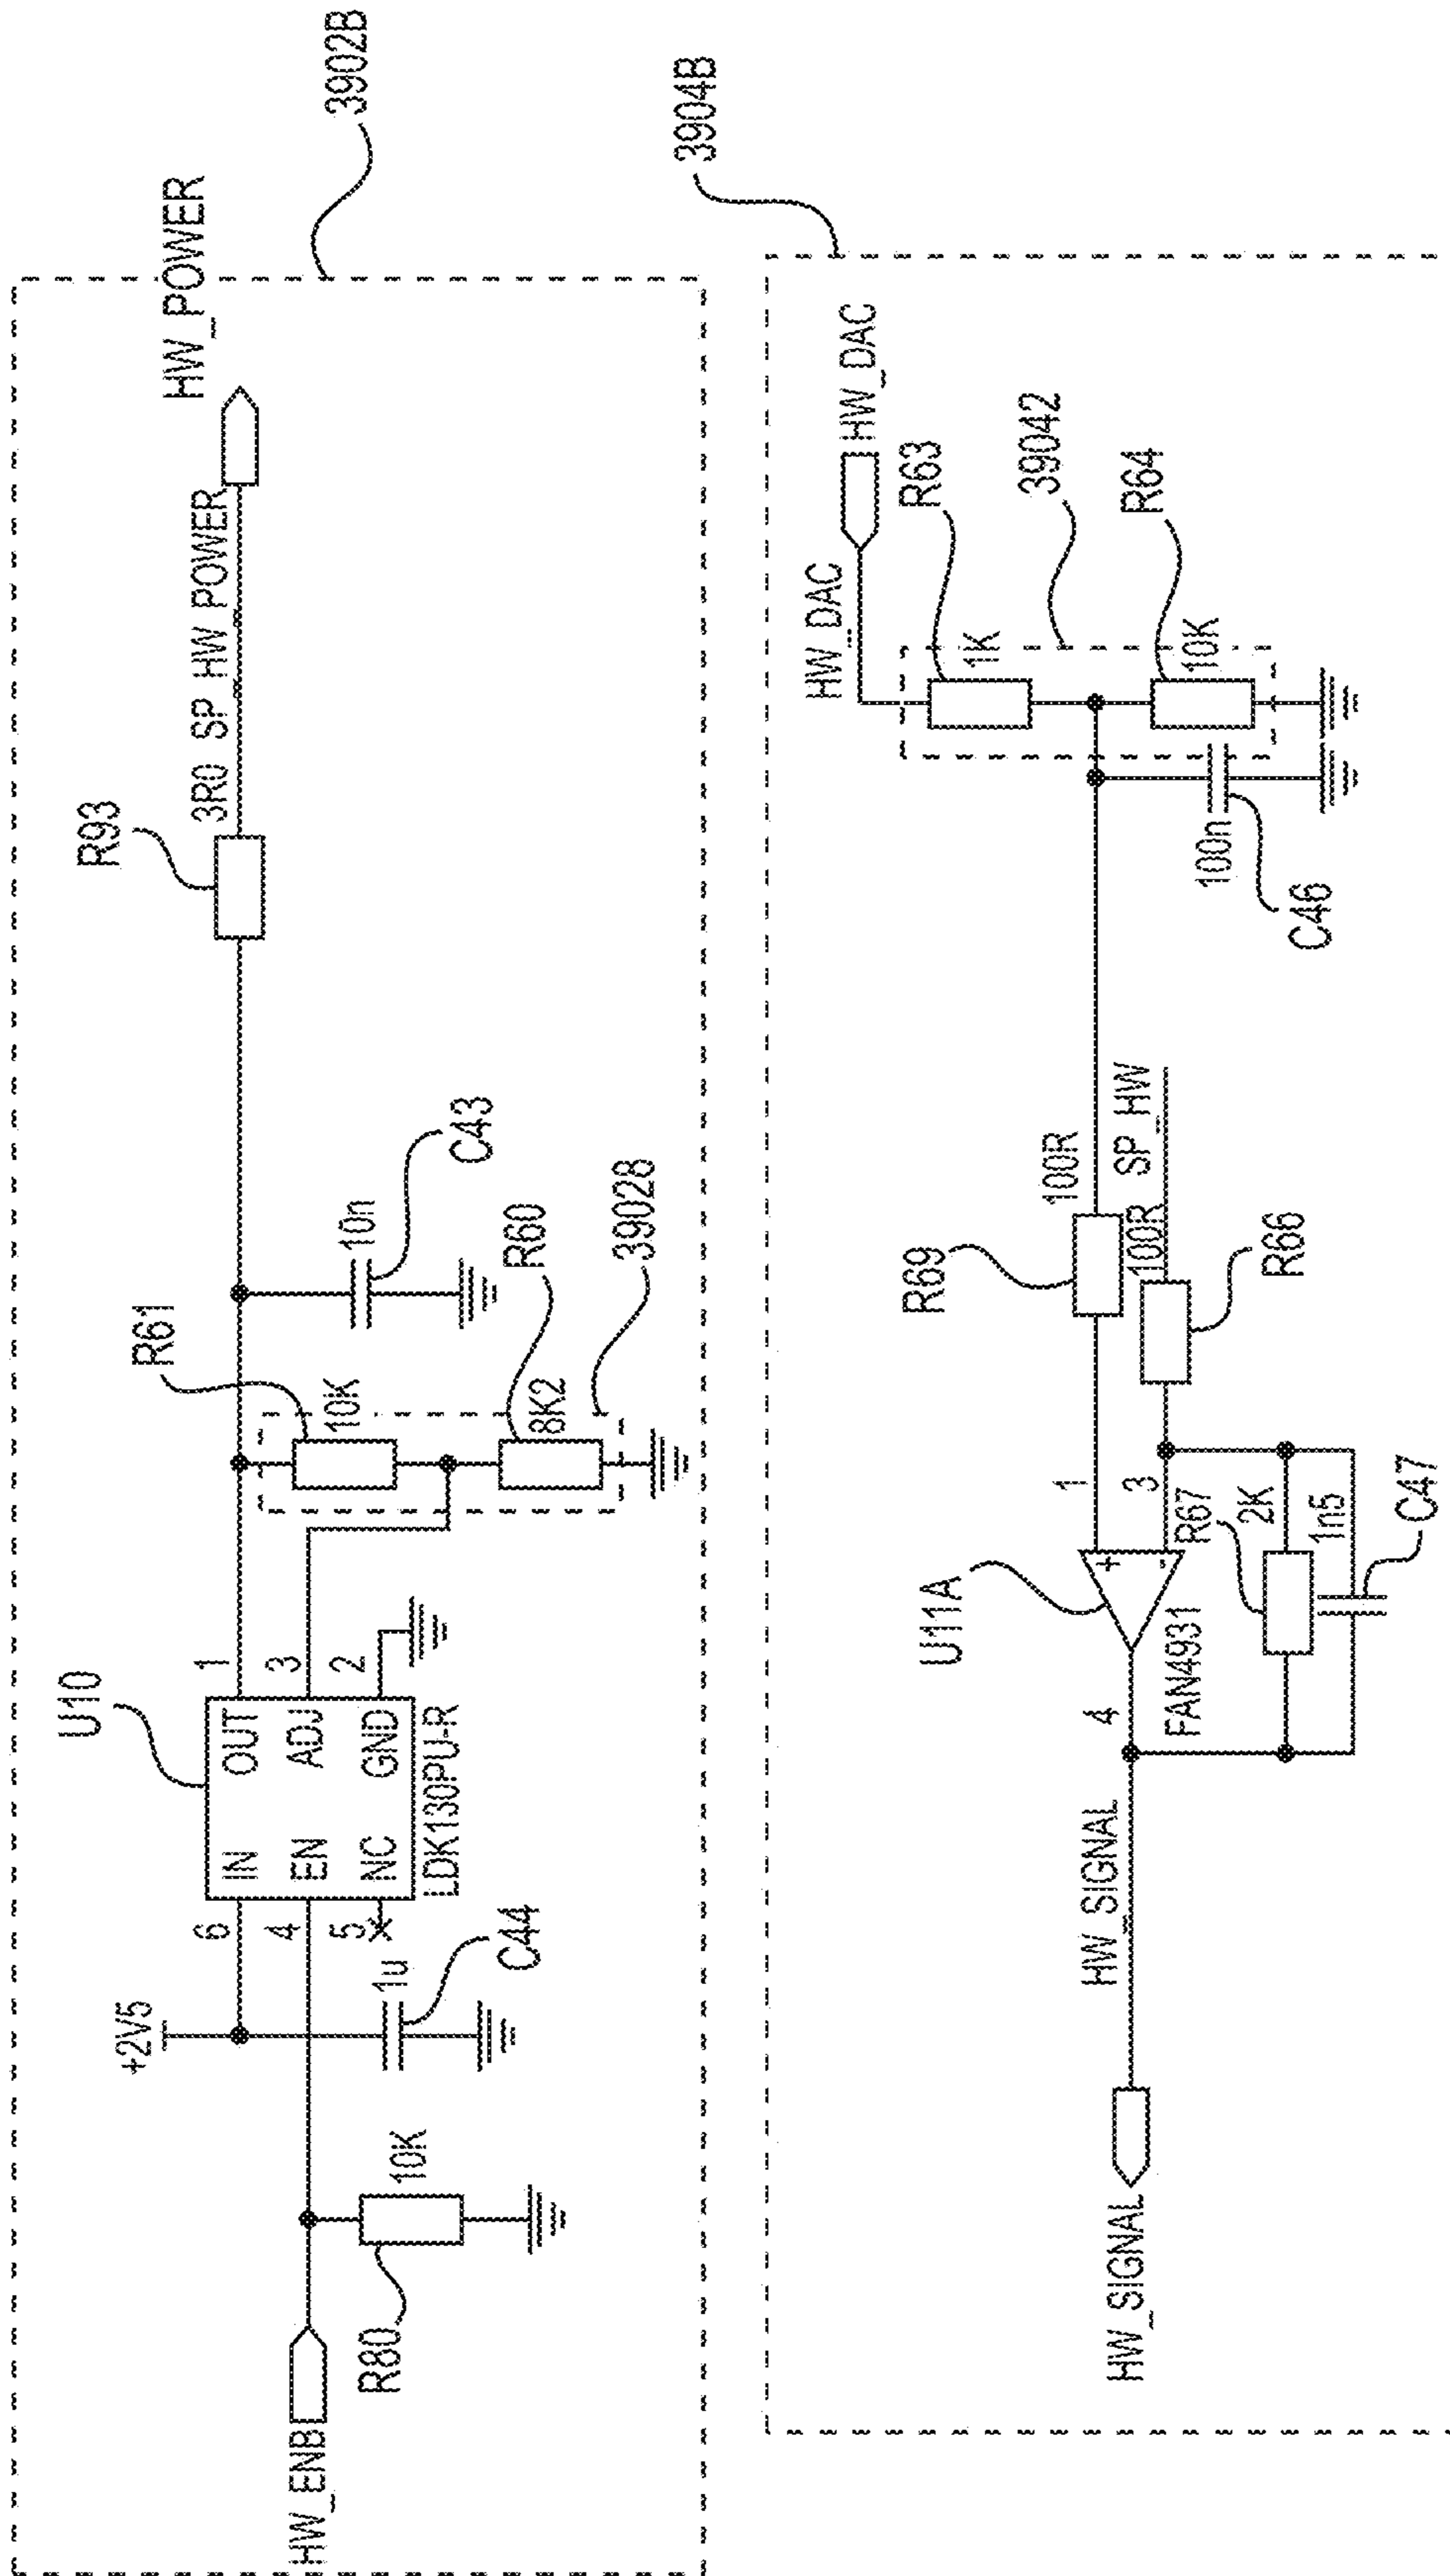 3902B
HW_POWER
U10
R61
R93
3R0 SP_HW_POWER
+2V5
6
IN
OUT
1
HW_ENB
4
EN
ADJ
3
5
NC
GND
2
LDK130PU-R
R80
10K
1u
C44
10K
10n
C43
8K2
R60
39028
3904B
HW_DAC
HW_DAC
R63
1K
39042
R64
10K
100n
C46
U11A
R69
100R
HW_SIGNAL
HW_SIGNAL
4
+
1
-
3
100R
SP_HW
FAN4931
R67
2K
R66
1n5
C47